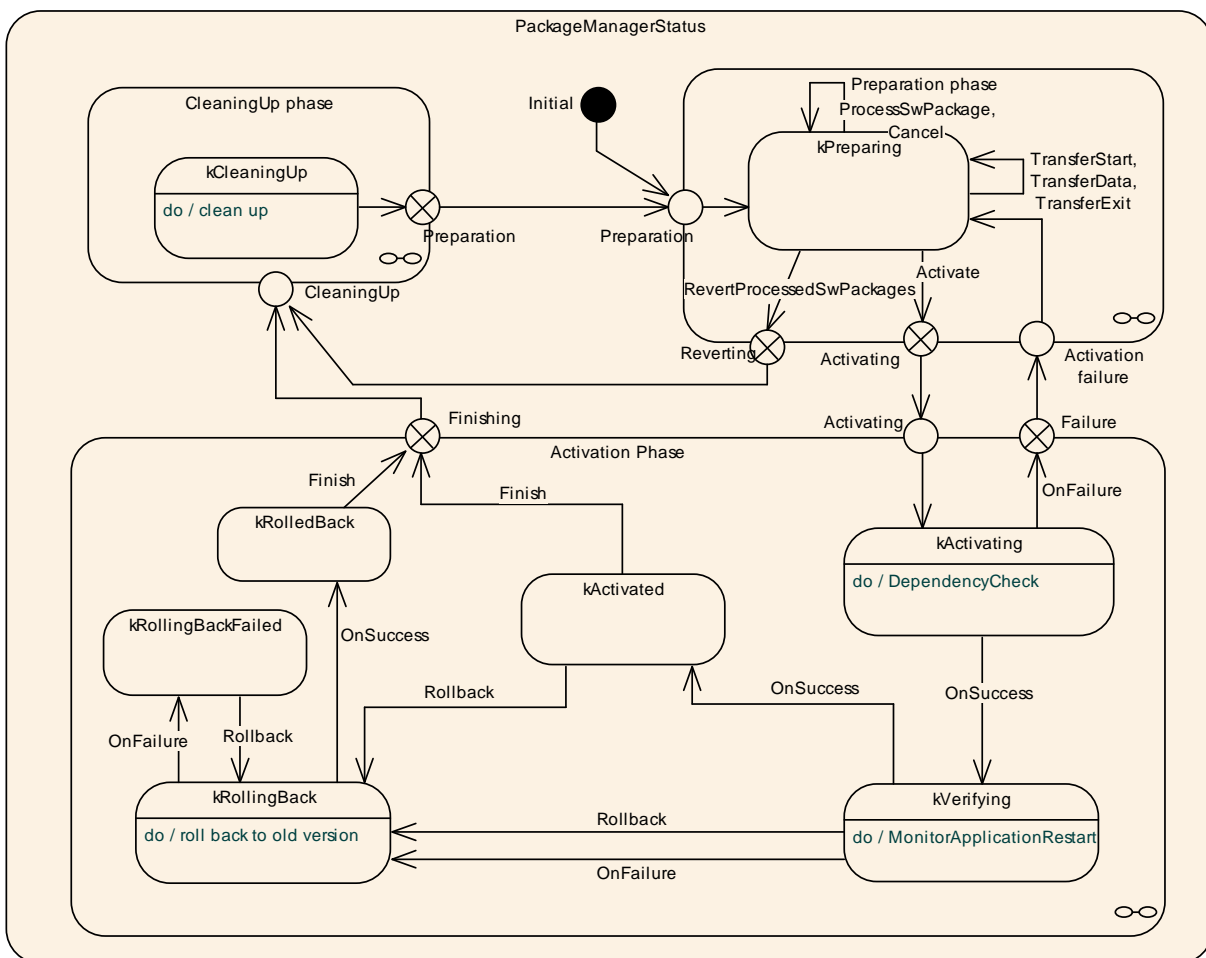 PackageManagerStatus
CleaningUp phase
kCleaningUp
do / clean up
Preparation
CleaningUp
Initial
Preparation
Preparation phase
ProcessSwPackage,
Cancel
kPreparing
TransferStart,
TransferData,
TransferExit
RevertProcessedSwPackages
Activate
Reverting
Activating
Activation
failure
Finishing
Activating
Failure
Activation Phase
Finish
Finish
OnFailure
kRolledBack
kActivating
do / DependencyCheck
kActivated
kRollingBackFailed
OnSuccess
Rollback
OnSuccess
OnSuccess
OnFailure
Rollback
kRollingBack
do / roll back to old version
kVerifying
do / MonitorApplicationRestart
Rollback
OnFailure